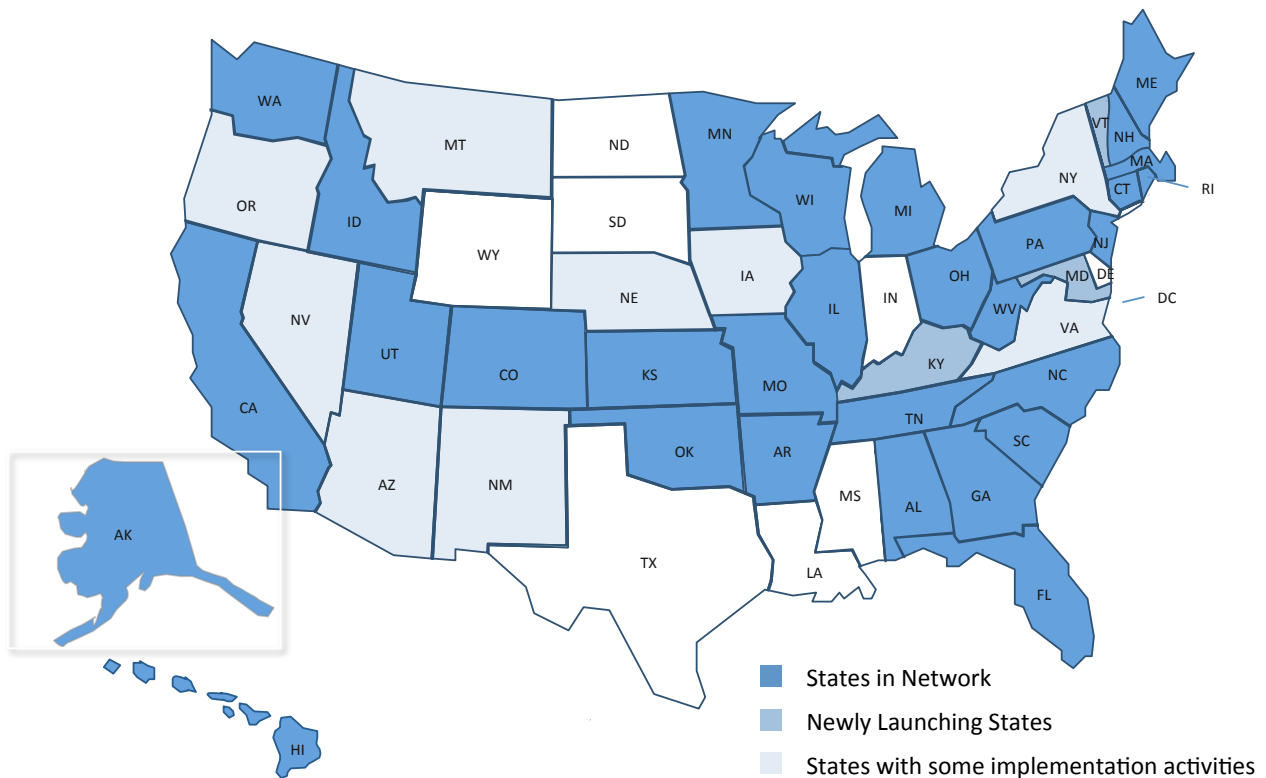 ME
WA
VT
NH
MN
MT
ND
MA
NY
CT
RI
OR
WI
MI
ID
SD
PA
NJ
WY
IA
OH
MD
DE
NE
IN
DC
IL
WV
NV
VA
UT
KY
CO
KS
MO
NC
CA
TN
SC
OK
AR
AZ
NM
GA
MS
AL
AK
TX
LA
FL
HI
States in Network
Newly Launching States
States with some implementation activities